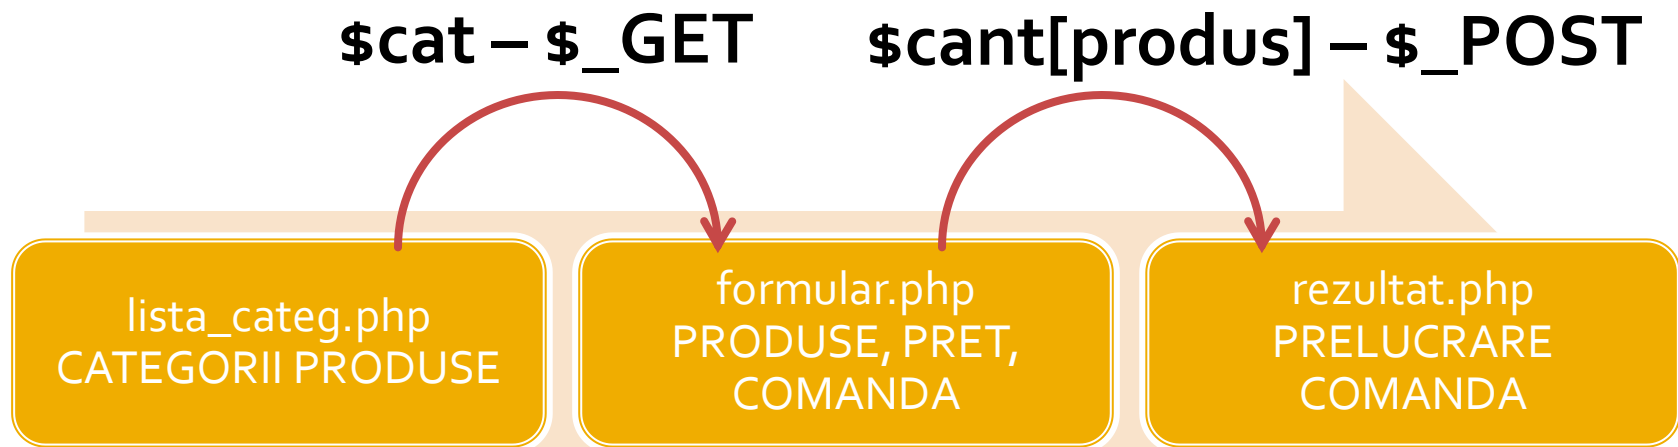 $cat – $_GET
$cant[produs] – $_POST
lista_categ.php
CATEGORII PRODUSE
formular.php
PRODUSE, PRET,
COMANDA
rezultat.php
PRELUCRARE
COMANDA